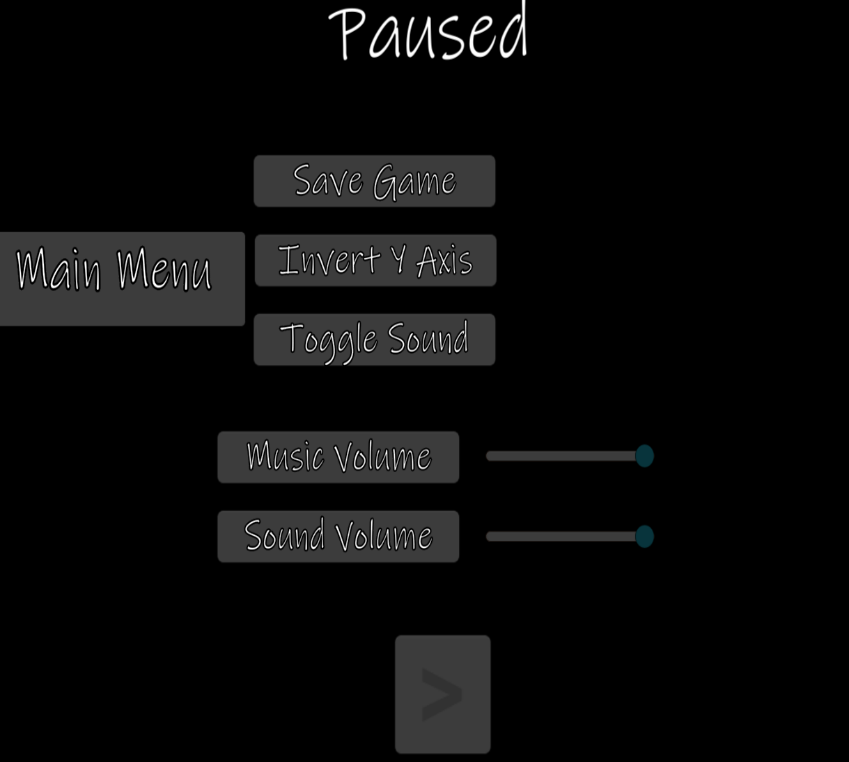 Paused
Save Game
Main Menu
Invert Y Axis
Toggle Sound
Music Volume
Sound Volume
>